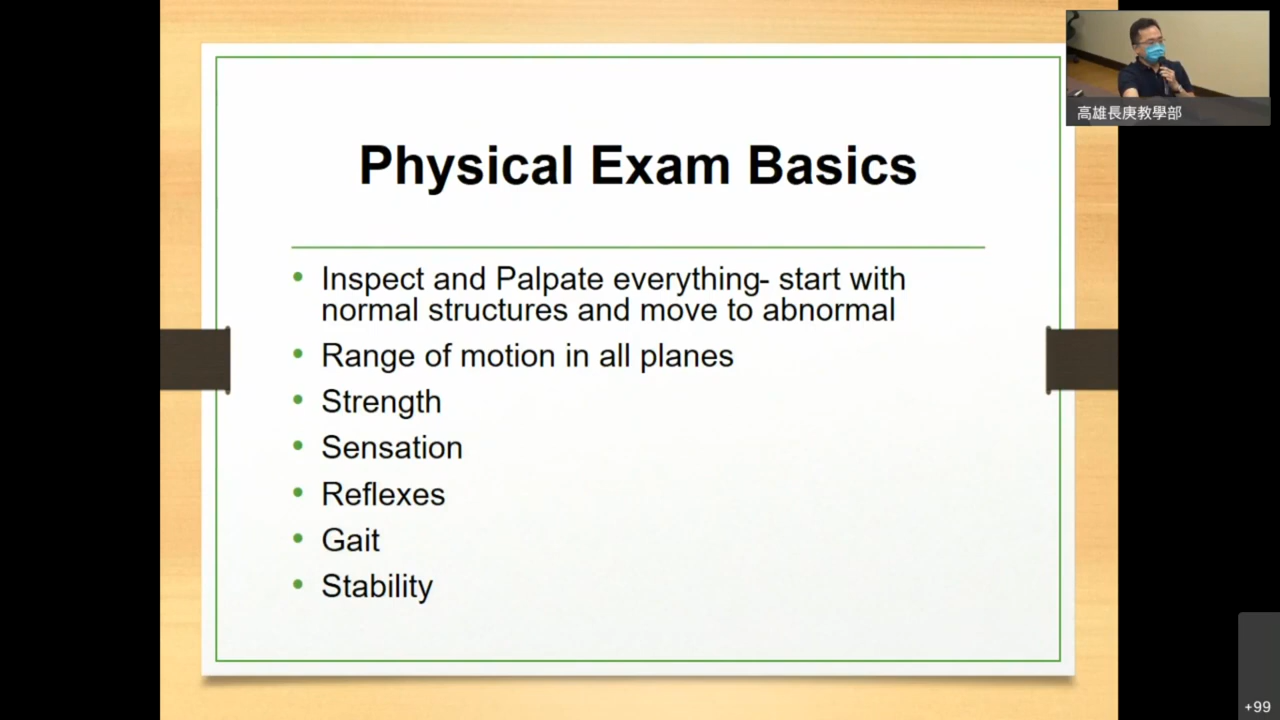 Physical Exam Basics
• Inspect and Palpate everything- start with
normal structures and move to abnormal
• Range of motion in all planes
• Strength
• Sensation
• Reflexes
• Gait
• Stability
高雄長庚教學部
+99